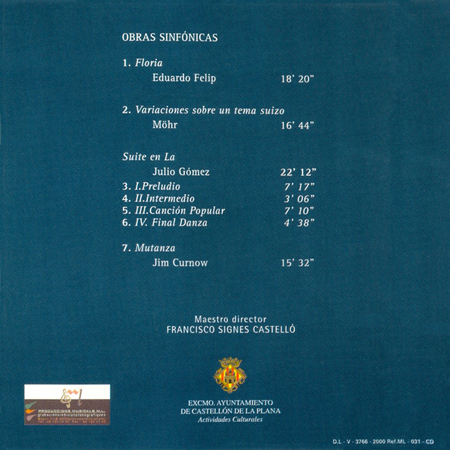 OBRAS SINFÓNICAS
1. Floria
Eduardo Felip 18' 20"
2. Variaciones sobre un tema suizo
Möhr 16' 44"
Suite en La
Julio Gómez 22' 12"
3. I.Preludio 7' 17"
4. II.Intermedio 3' 06"
5. III.Canción Popular 7' 10"
6. IV. Final Danza 4' 38"
7. Mutanza
Jim Curnow 15' 32"
Maestro director
FRANCISCO SIGNES CASTELLÓ
EXCMO. AYUNTAMIENTO
DE CASTELLÓN DE LA PLANA
Actividades Culturales
D.L - V - 3766 - 2000 Ref.ML - 031 - CD